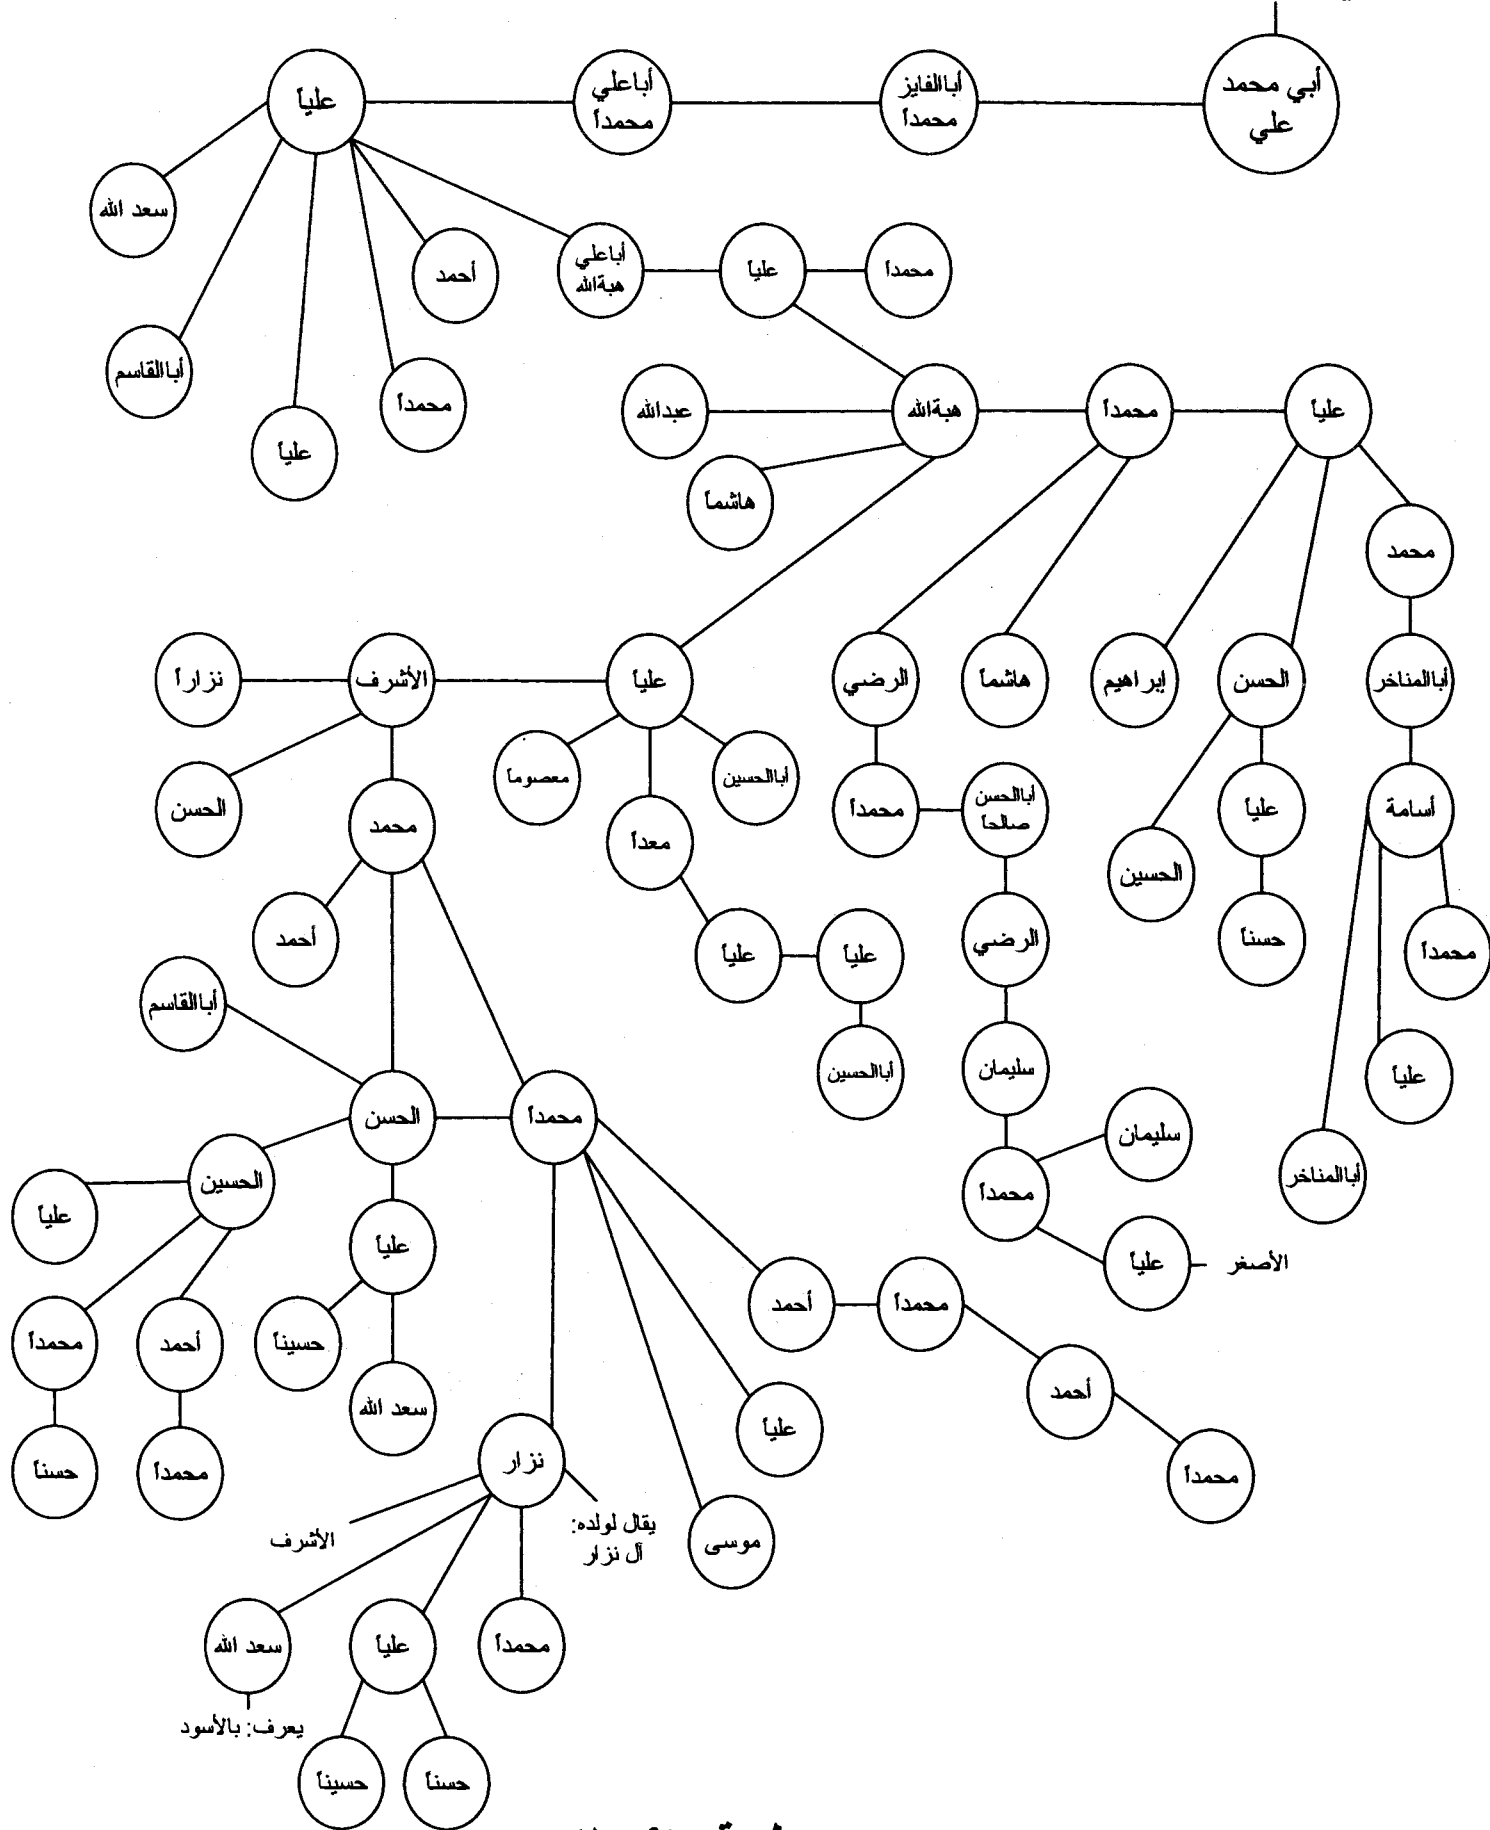 أبي محمد
علي
أباالفايز
محمداً
أباعلي
محمداً
علياً
سعد الله
أباالقاسم
علياً
محمداً
أحمد
أباعلي
هبةالله
علياً
محمداً
علياً
محمداً
هبةالله
عبدالله
هاشماً
محمد
أباالمناخر
الحسن
إبراهيم
هاشماً
الرضي
علياً
الأشرف
نزاراً
أباالحسين
معصوماً
معداً
محمد
الحسن
أسامة
علياً
الحسين
أباالحسن
صالحاً
محمداً
محمداً
حسناً
الرضي
علياً
علياً
أحمد
أباالقاسم
علياً
سليمان
أباالحسين
محمداً
الحسن
سليمان
أباالمناخر
محمداً
الحسين
علياً
علياً
الأصغر
علياً
أحمد
محمداً
أحمد
حسيناً
أحمد
محمداً
سعد الله
علياً
محمداً
محمداً
حسناً
نزار
يقال لولده:
آل نزار
الأشرف
موسى
محمداً
علياً
سعد الله
يعرف: بالأسود
حسناً
حسيناً